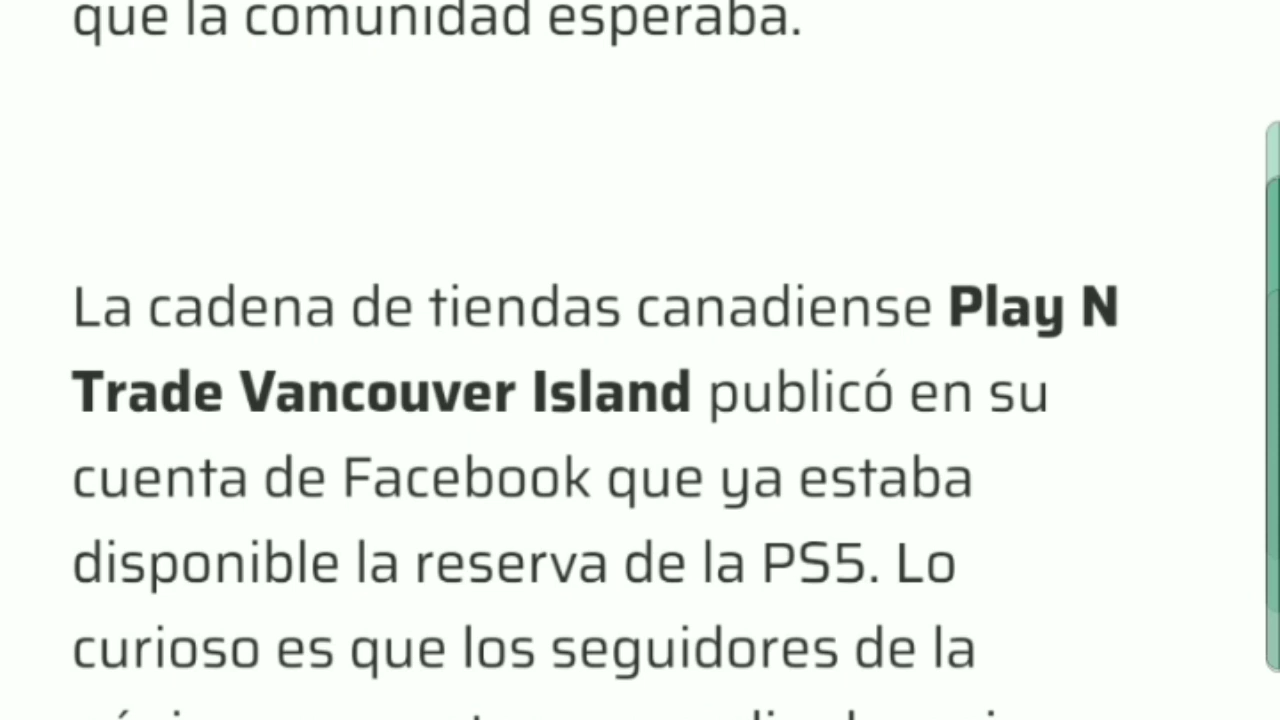 que la comunidad esperaba.
La cadena de tiendas canadiense Play N
Trade Vancouver Island publicó en su
cuenta de Facebook que ya estaba
disponible la reserva de la PS5. Lo
curioso es que los seguidores de la